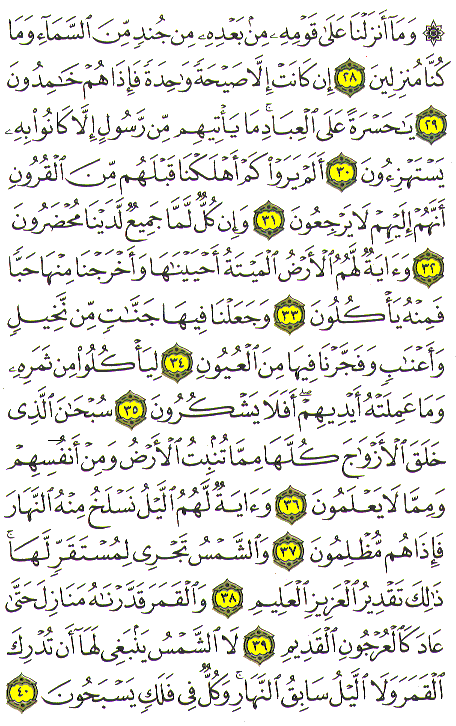 ۞ وَمَآ أَنزَلْنَا عَلَىٰ قَوْمِهِۦ مِنۢ بَعْدِهِۦ مِن جُندٍ مِّنَ ٱلسَّمَآءِ وَمَا
كُنَّا مُنزِلِينَ ٢٨ إِن كَانَتْ إِلَّا صَيْحَةً وَٰحِدَةً فَإِذَا هُمْ خَٰمِدُونَ
٢٩ يَٰحَسْرَةً عَلَى ٱلْعِبَادِ ۚ مَا يَأْتِيهِم مِّن رَّسُولٍ إِلَّا كَانُوا۟ بِهِۦ
يَسْتَهْزِءُونَ ٣٠ أَلَمْ يَرَوْا۟ كَمْ أَهْلَكْنَا قَبْلَهُم مِّنَ ٱلْقُرُونِ
أَنَّهُمْ إِلَيْهِمْ لَا يَرْجِعُونَ ٣١ وَإِن كُلٌّ لَّمَّا جَمِيعٌ لَّدَيْنَا مُحْضَرُونَ
٣٢ وَءَايَةٌ لَّهُمُ ٱلْأَرْضُ ٱلْمَيْتَةُ أَحْيَيْنَٰهَا وَأَخْرَجْنَا مِنْهَا حَبًّا
فَمِنْهُ يَأْكُلُونَ ٣٣ وَجَعَلْنَا فِيهَا جَنَّٰتٍ مِّن نَّخِيلٍ
وَأَعْنَٰبٍ وَفَجَّرْنَا فِيهَا مِنَ ٱلْعُيُونِ ٣٤ لِيَأْكُلُوا۟ مِن ثَمَرِهِۦ
وَمَا عَمِلَتْهُ أَيْدِيهِمْ ۖ أَفَلَا يَشْكُرُونَ ٣٥ سُبْحَٰنَ ٱلَّذِى
خَلَقَ ٱلْأَزْوَٰجَ كُلَّهَا مِمَّا تُنۢبِتُ ٱلْأَرْضُ وَمِنْ أَنفُسِهِمْ
وَمِمَّا لَا يَعْلَمُونَ ٣٦ وَءَايَةٌ لَّهُمُ ٱلَّيْلُ نَسْلَخُ مِنْهُ ٱلنَّهَارَ
فَإِذَا هُم مُّظْلِمُونَ ٣٧ وَٱلشَّمْسُ تَجْرِى لِمُسْتَقَرٍّ لَّهَا ۚ
ذَٰلِكَ تَقْدِيرُ ٱلْعَزِيزِ ٱلْعَلِيمِ ٣٨ وَٱلْقَمَرَ قَدَّرْنَٰهُ مَنَازِلَ حَتَّىٰ
عَادَ كَٱلْعُرْجُونِ ٱلْقَدِيمِ ٣٩ لَا ٱلشَّمْسُ يَنۢبَغِى لَهَآ أَن تُدْرِكَ
ٱلْقَمَرَ وَلَا ٱلَّيْلُ سَابِقُ ٱلنَّهَارِ ۚ وَكُلٌّ فِى فَلَكٍ يَسْبَحُونَ ٤٠